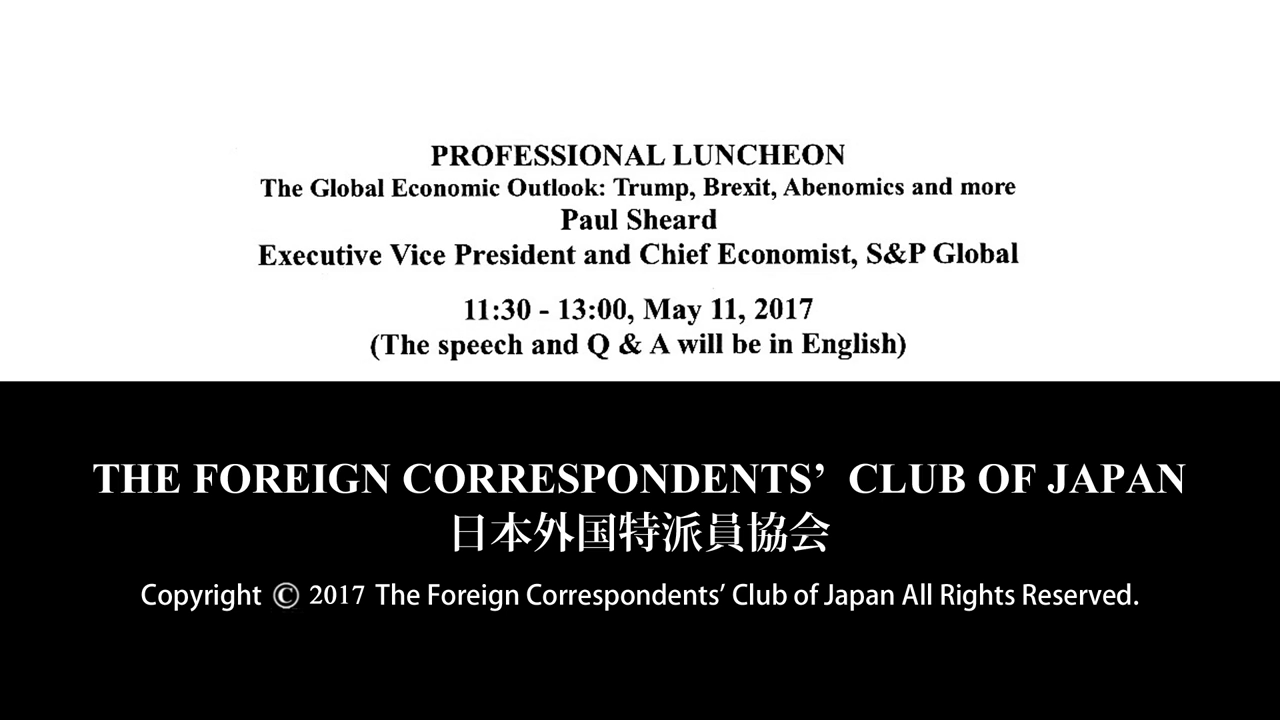 PROFESSIONAL LUNCHEON
The Global Economic Outlook: Trump, Brexit, Abenomics and more
Paul Sheard
Executive Vice President and Chief Economist, S&P Global
11:30 - 13:00, May 11, 2017
(The speech and Q & A will be in English)
THE FOREIGN CORRESPONDENTS’ CLUB OF JAPAN
日本外国特派員協会
Copyright © 2017 The Foreign Correspondents’ Club of Japan All Rights Reserved.